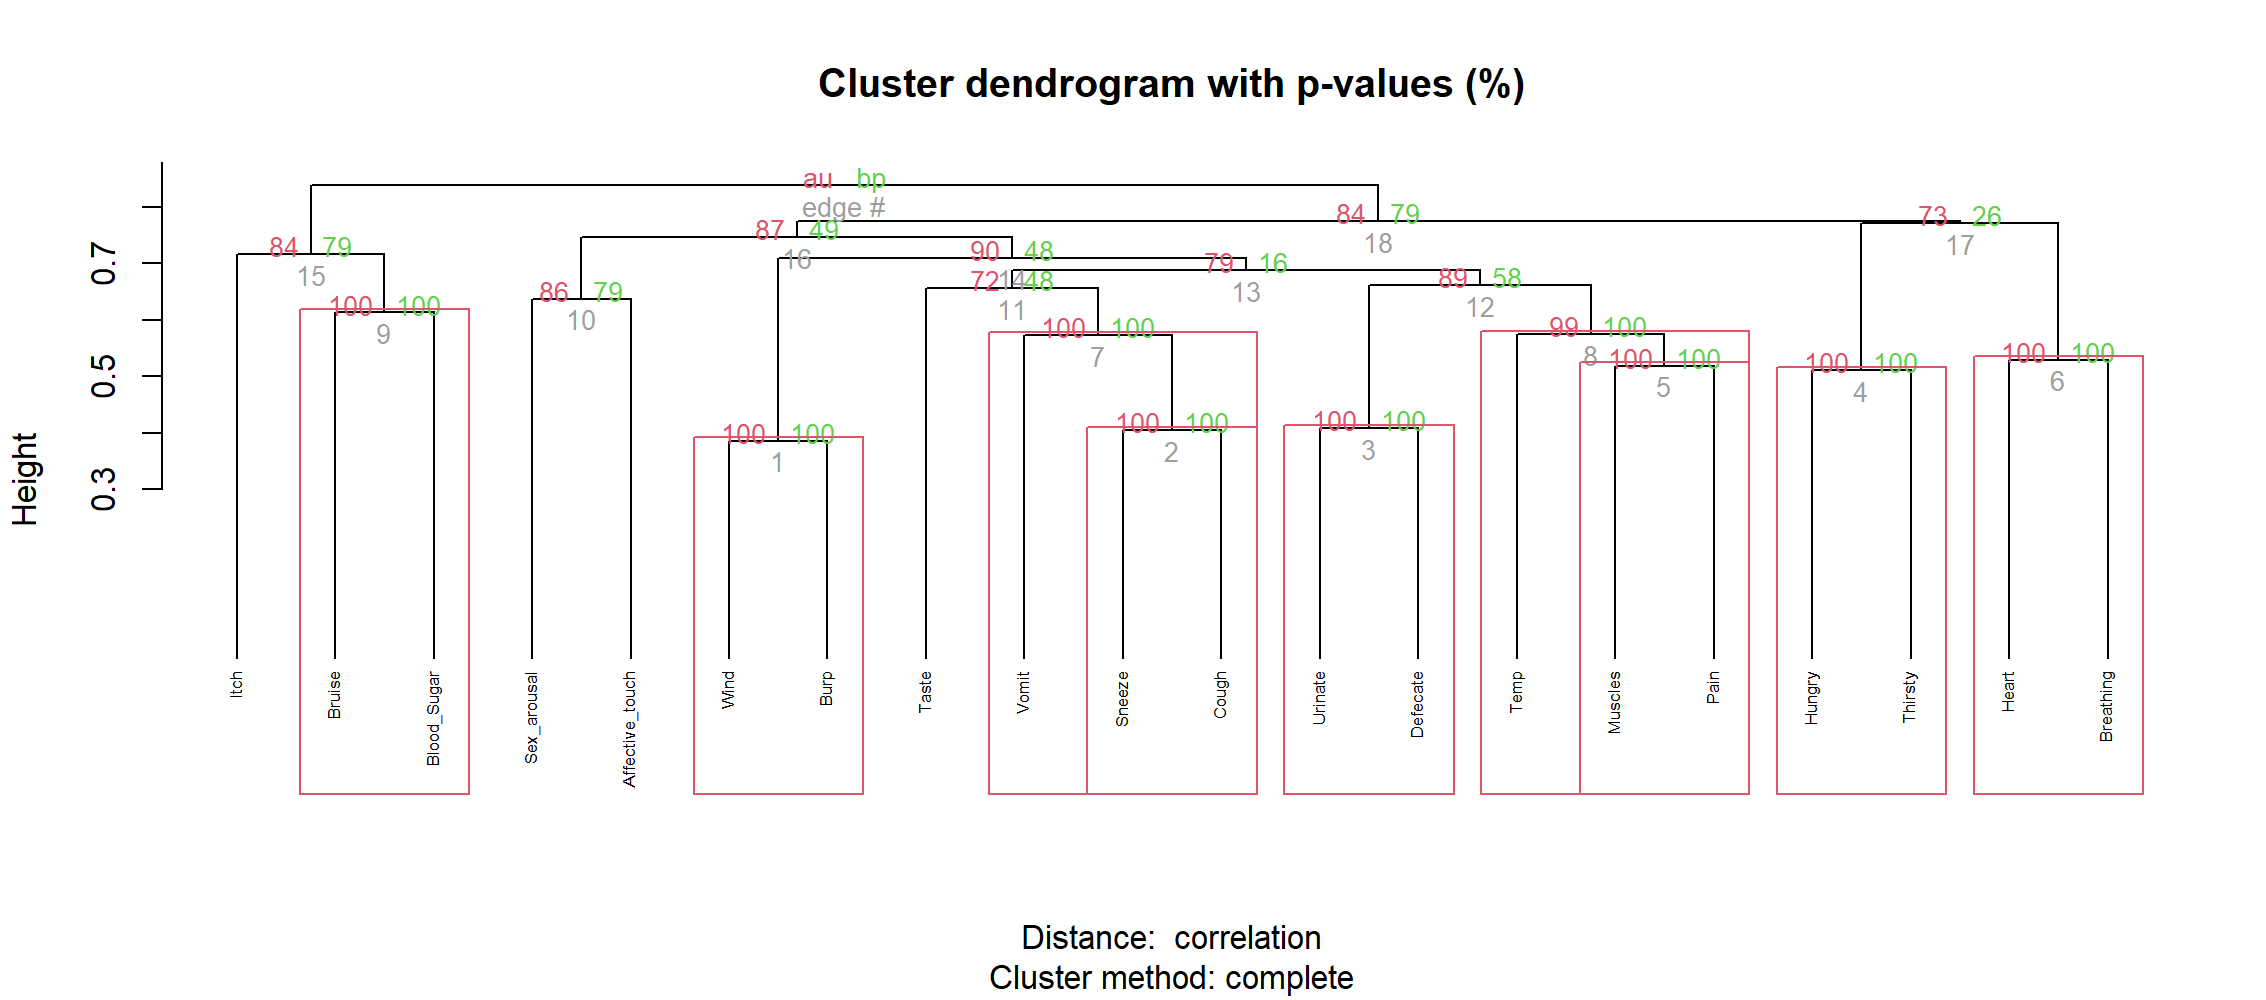 Cluster dendrogram with p-values (%)
au bp
edge #
84 79
18
73 26
17
87 49
16
84 79
15
90 48
14
79 16
13
89 58
12
72 48
11
86 79
10
100 100
9
100 100
7
99 100
8
100 100
5
100 100
4
100 100
6
100 100
1
100 100
2
100 100
3
0.7
0.5
0.3
Height
Itch
Bruise
Blood_Sugar
Sex_arousal
Affective_touch
Wind
Burp
Taste
Vomit
Sneeze
Cough
Urinate
Defecate
Temp
Muscles
Pain
Hungry
Thirsty
Heart
Breathing
Distance: correlation
Cluster method: complete